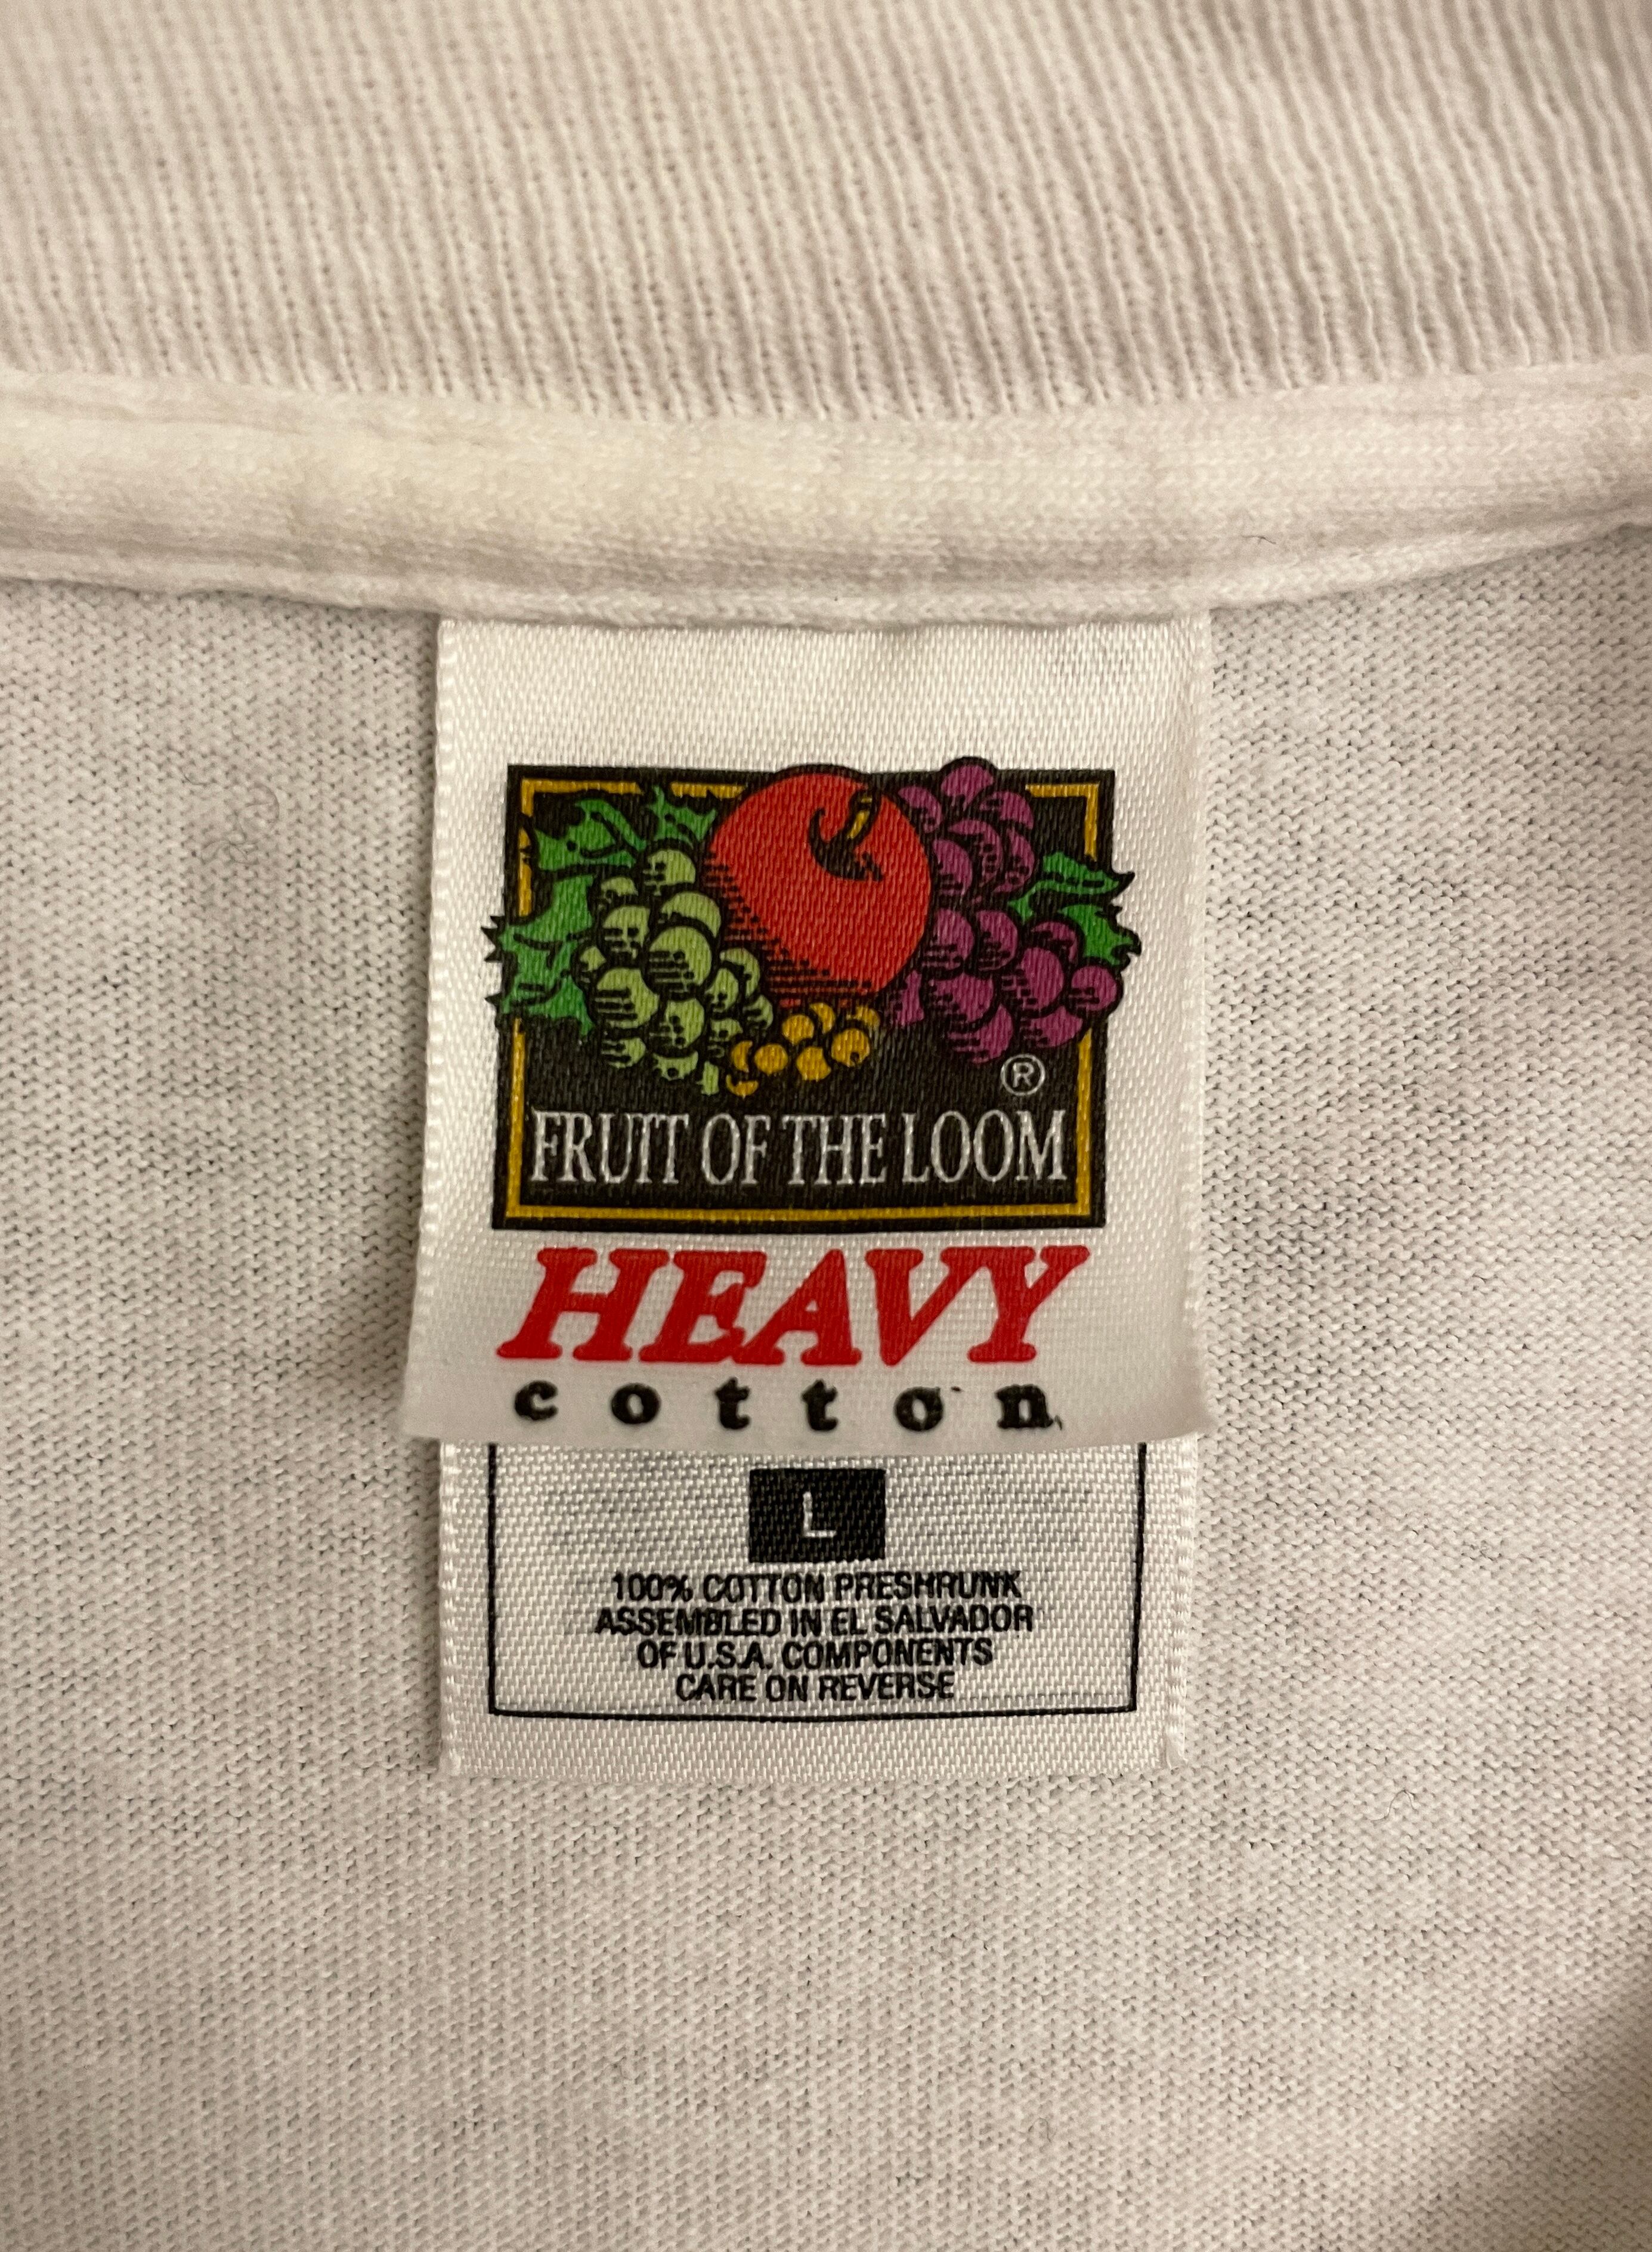 ®
FRUIT OF THE LOOM
HEAVY
cotton
L
100% COTTON PRESHRUNK
ASSEMBLED IN EL SALVADOR
OF U.S.A. COMPONENTS
CARE ON REVERSE